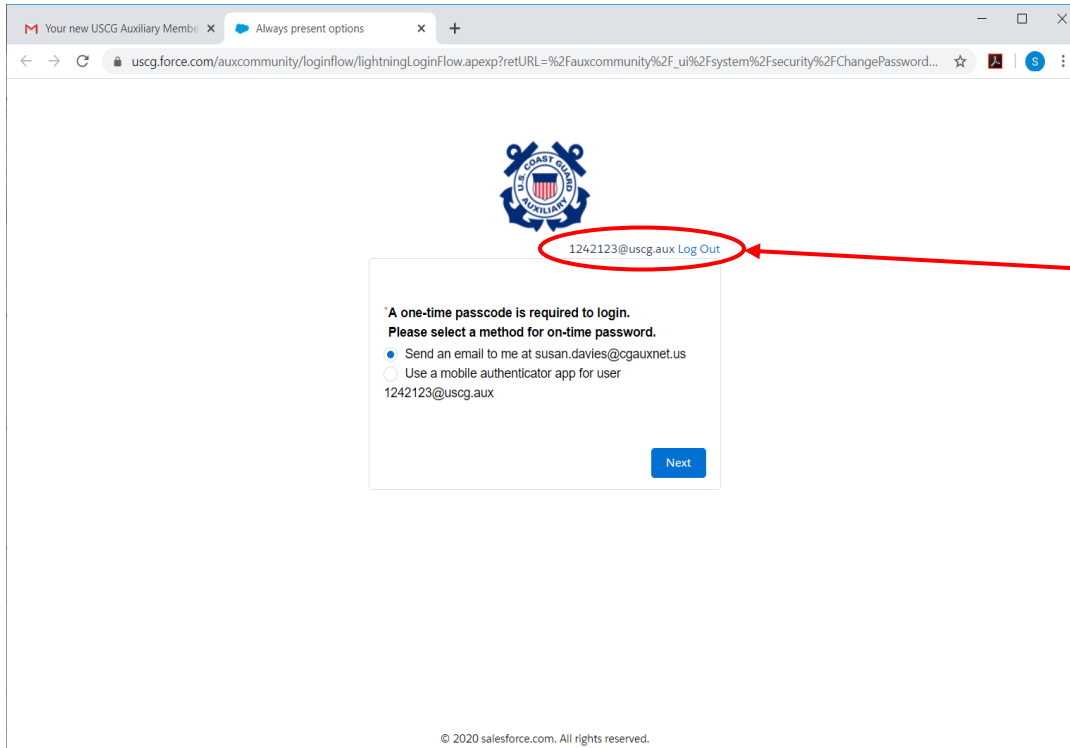 Your new USCG Auxiliary Membe
Always present options
uscg.force.com/auxcommunity/loginflow/lightningLoginFlow.apexp?retURL=%2Fauxcommunity%2F_ui%2Fsystem%2Fsecurity%2FChangePassword...
S
U.S. COAST GUARD
AUXILIARY
1242123@uscg.aux Log Out
*A one-time passcode is required to login.
Please select a method for on-time password.
Send an email to me at susan.davies@cgauxnet.us
Use a mobile authenticator app for user
1242123@uscg.aux
Next
© 2020 salesforce.com. All rights reserved.